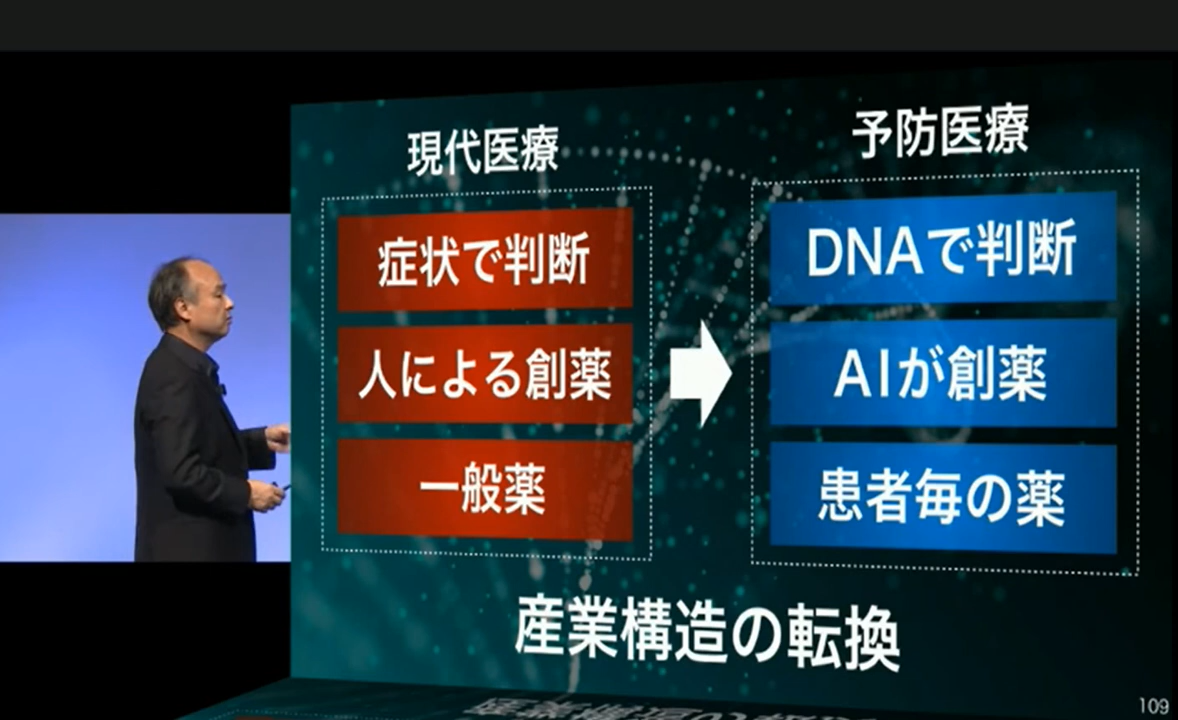 現代医療
症状で判断
人による創薬
一般薬
予防医療
DNAで判断
AIが創薬
患者毎の薬
産業構造の転換
109